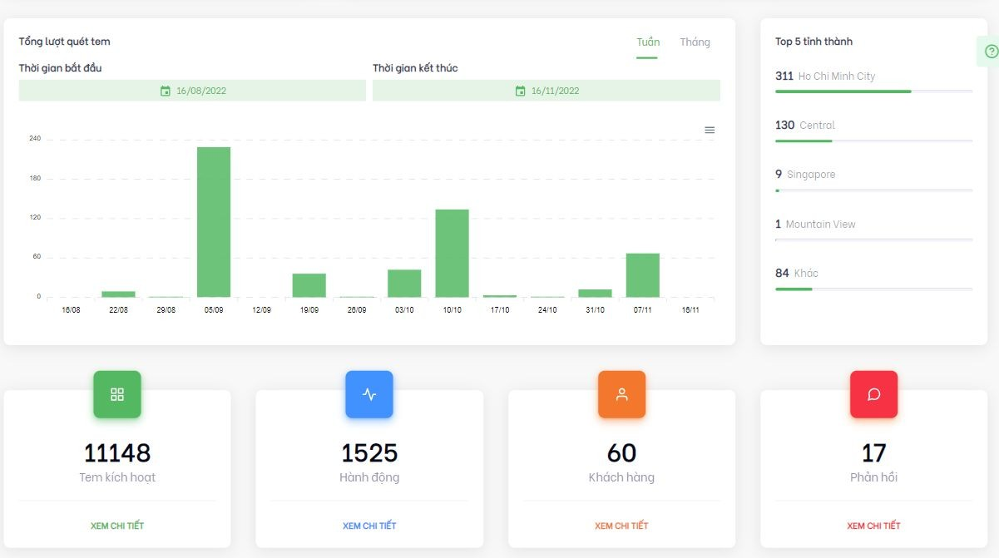 Tổng lượt quét tem
Tuần Tháng
Thời gian bắt đầu Thời gian kết thúc
16/08/2022 16/11/2022
240
180
120
60
0
16/08 22/08 29/08 05/09 12/09 19/09 26/09 03/10 10/10 17/10 24/10 31/10 07/11 16/11
Top 5 tỉnh thành
311 Ho Chi Minh City
130 Central
9 Singapore
1 Mountain View
84 Khác
11148
Tem kích hoạt
XEM CHI TIẾT
1525
Hành động
XEM CHI TIẾT
60
Khách hàng
XEM CHI TIẾT
17
Phản hồi
XEM CHI TIẾT